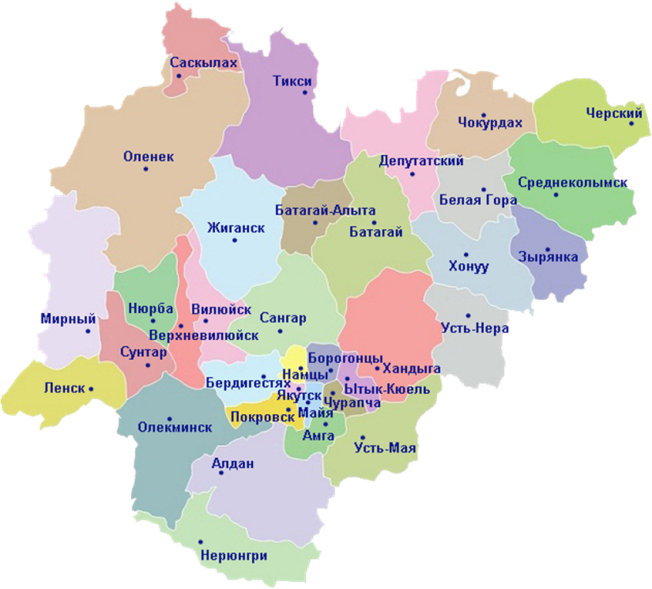 Саскылах
Тикси
Черский
Чокурдах
Оленек
Депутатский
Среднеколымск
Белая Гора
Батагай-Алыта
Жиганск
Батагай
Зырянка
Хонуу
Нюрба
Вилюйск
Мирный
Сангар
Усть-Нера
Верхневилюйск
Сунтар
Борогонцы
Хандыга
Намцы
Ленск
Бердигестях
Ытык-Кюель
Якутск
Чурапча
Покровск
Майя
Олекминск
Амга
Усть-Мая
Алдан
Нерюнгри